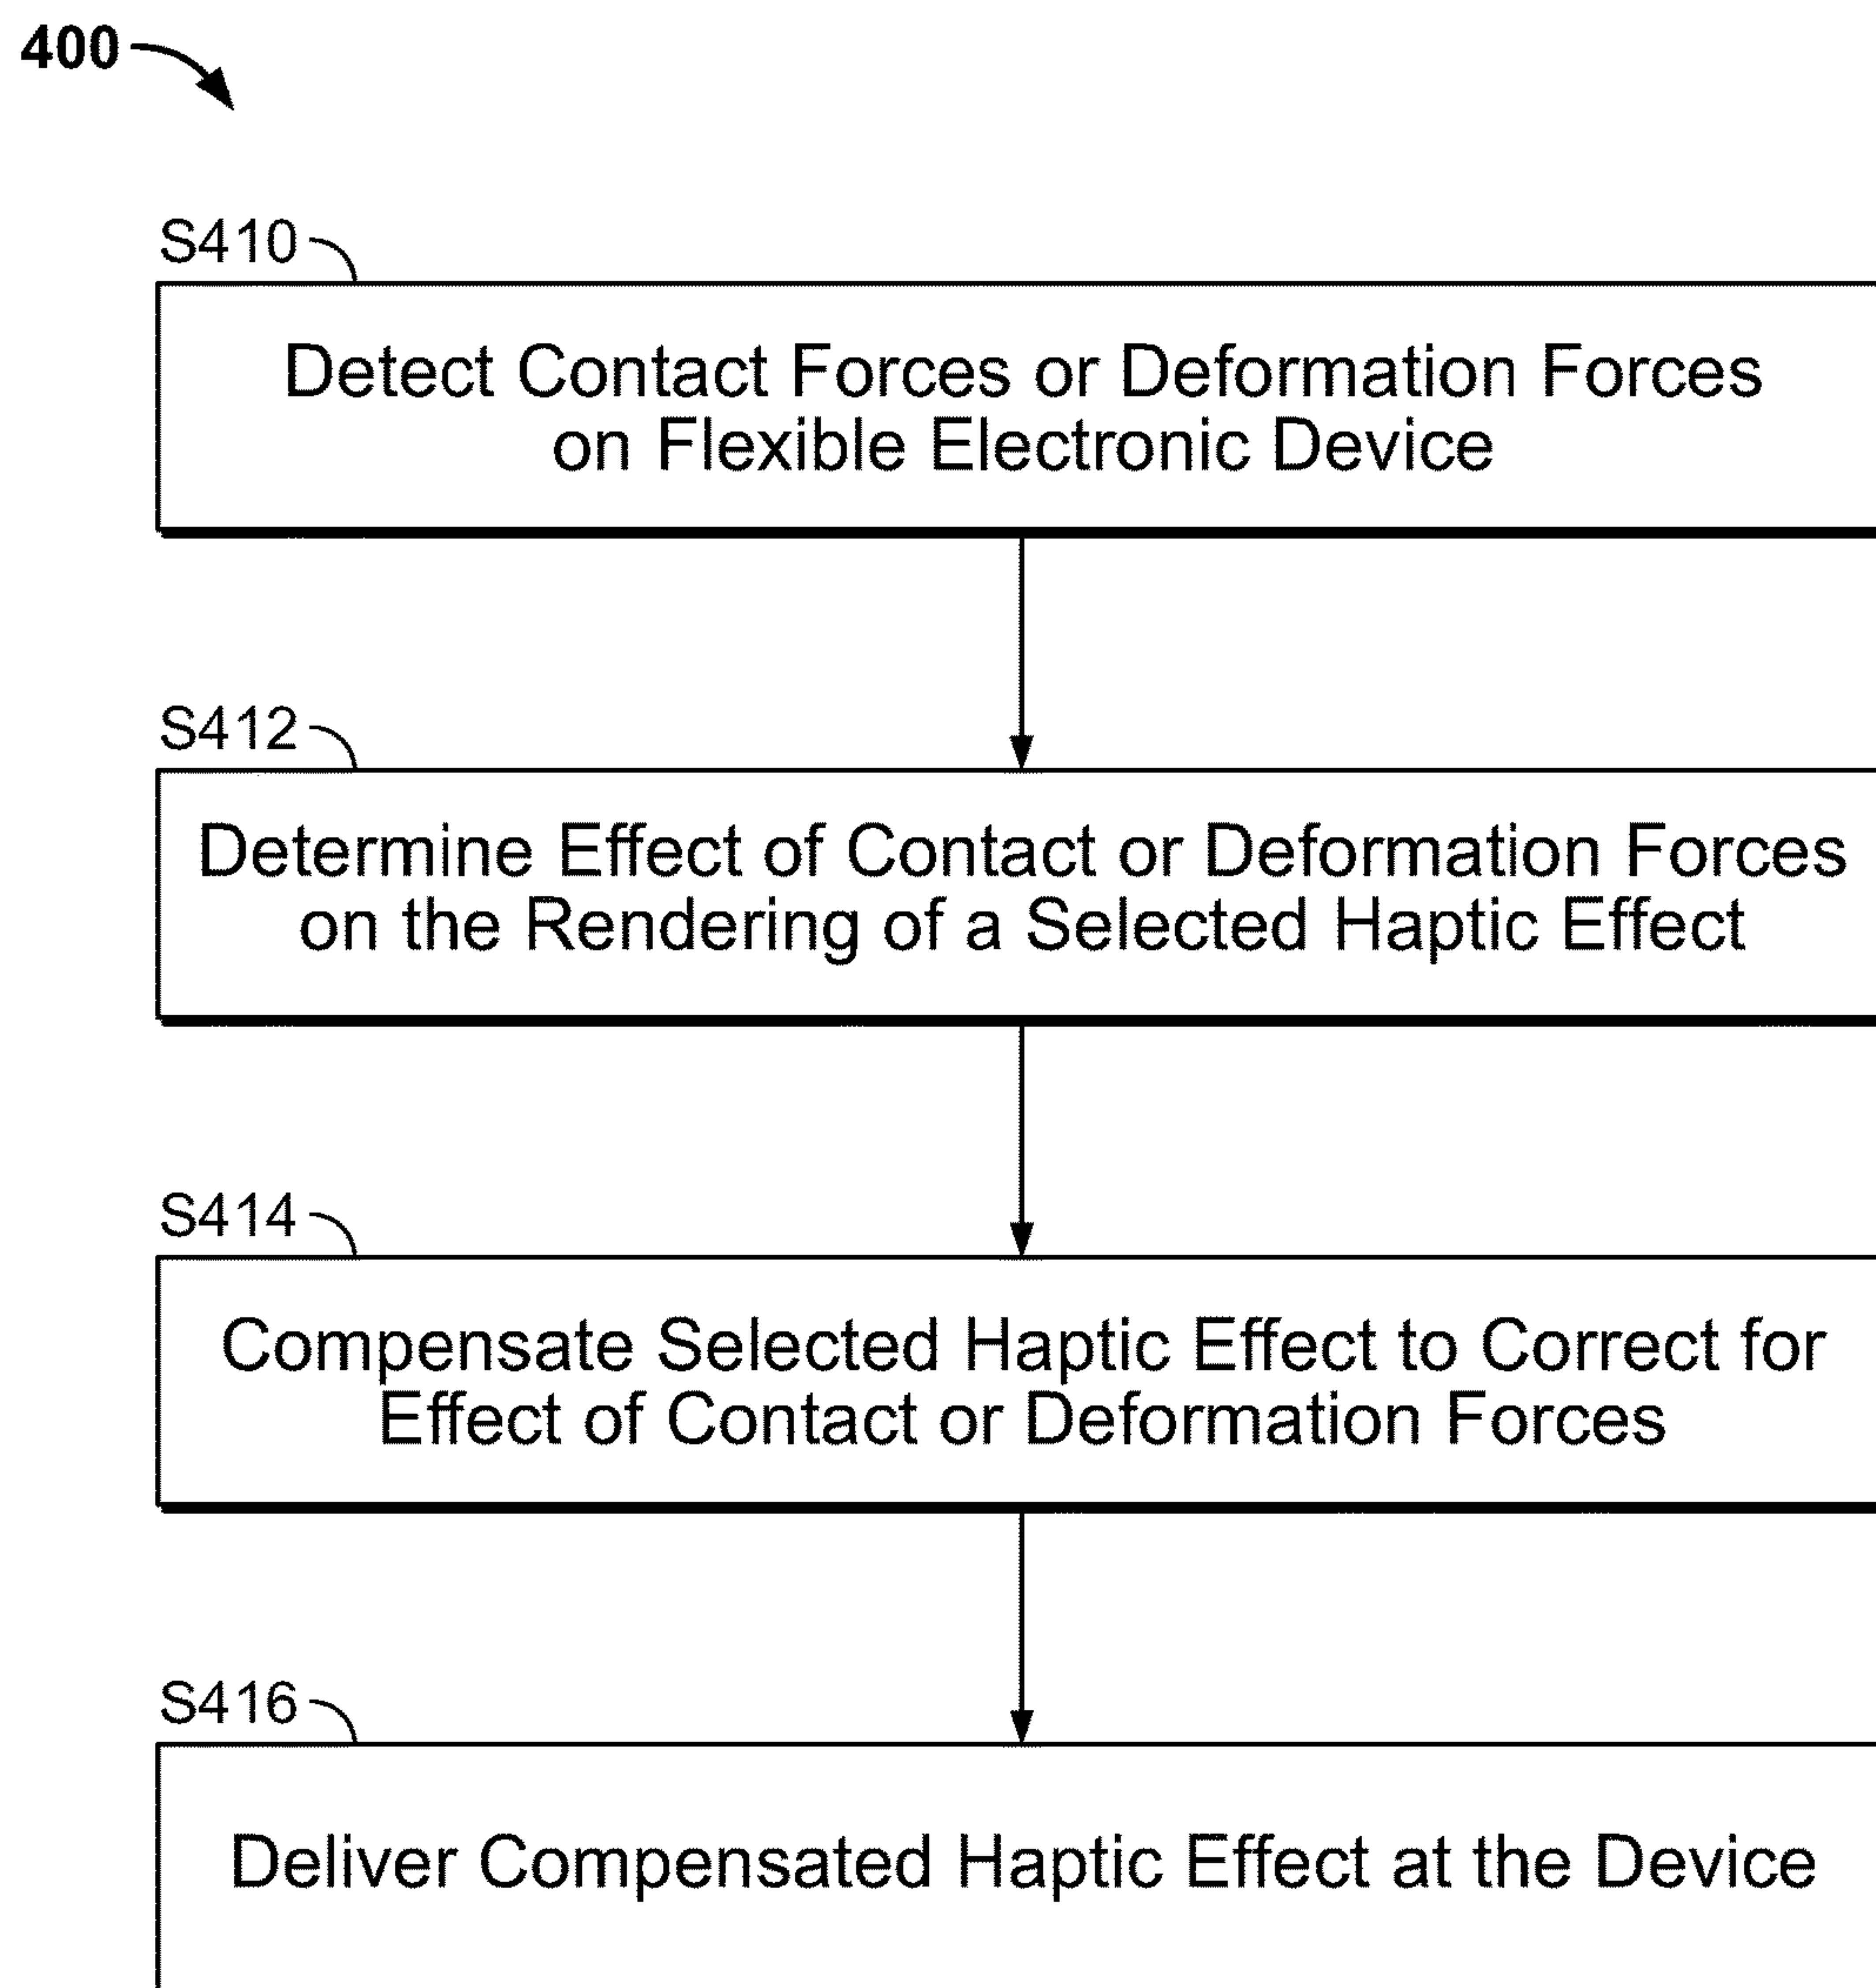 400
S410
Detect Contact Forces or Deformation Forces
on Flexible Electronic Device
S412
Determine Effect of Contact or Deformation Forces
on the Rendering of a Selected Haptic Effect
S414
Compensate Selected Haptic Effect to Correct for
Effect of Contact or Deformation Forces
S416
Deliver Compensated Haptic Effect at the Device